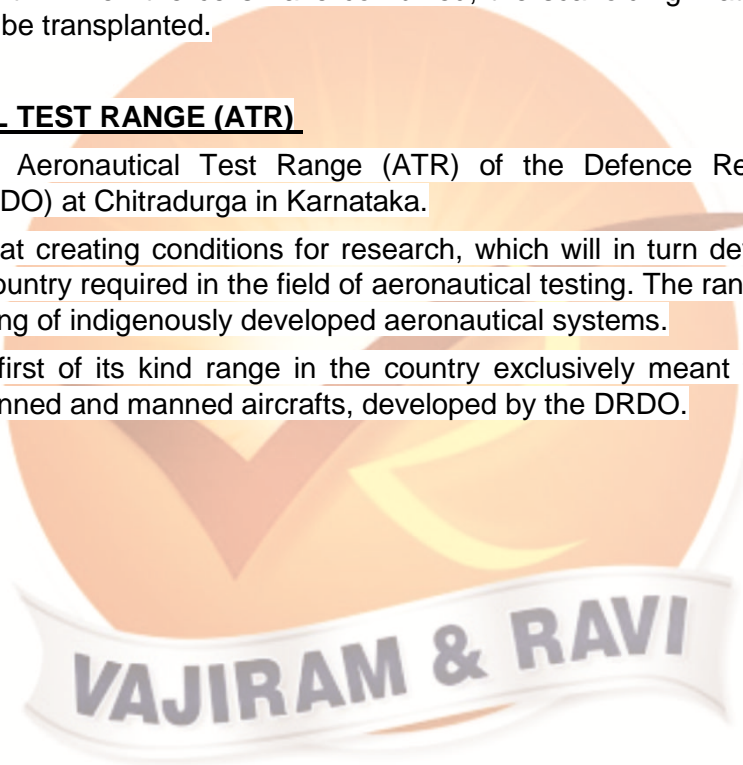 be transplanted.
L TEST RANGE (ATR)
Aeronautical Test Range (ATR) of the Defence Re
DO) at Chitradurga in Karnataka.
at creating conditions for research, which will in turn de
ountry required in the field of aeronautical testing. The ran
ng of indigenously developed aeronautical systems.
first of its kind range in the country exclusively meant
nned and manned aircrafts, developed by the DRDO.
VAJIRAM & RAVI